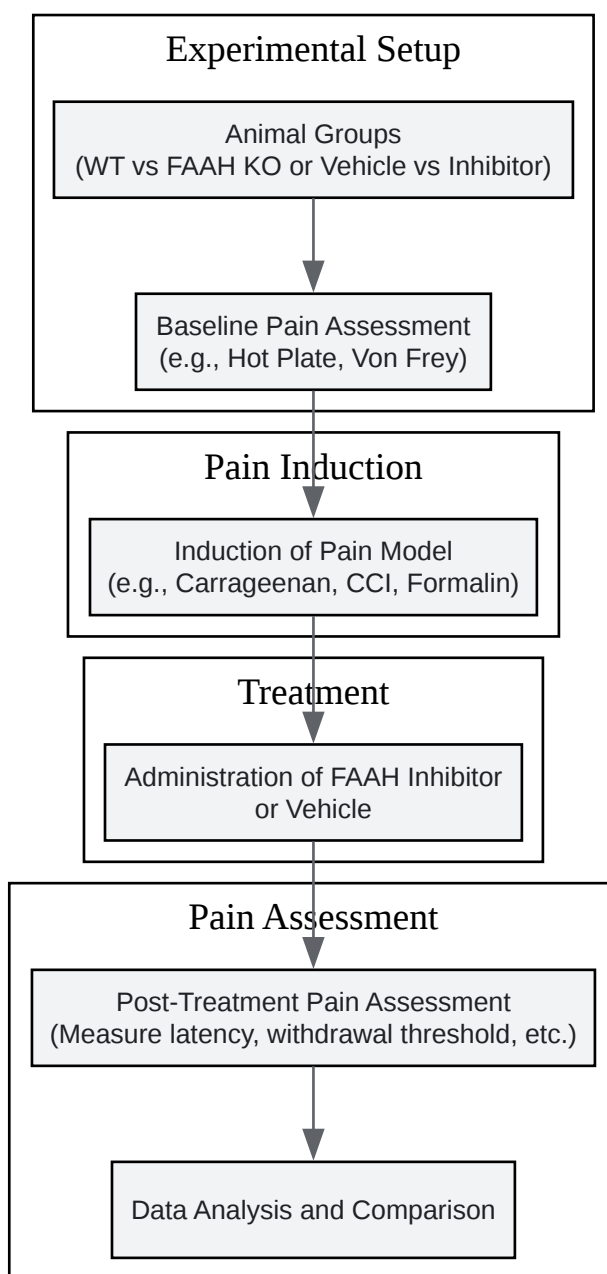 Experimental Setup
Animal Groups
(WT vs FAAH KO or Vehicle vs Inhibitor)
Baseline Pain Assessment
(e.g., Hot Plate, Von Frey)
Pain Induction
Induction of Pain Model
(e.g., Carrageenan, CCI, Formalin)
Treatment
Administration of FAAH Inhibitor
or Vehicle
Pain Assessment
Post-Treatment Pain Assessment
(Measure latency, withdrawal threshold, etc.)
Data Analysis and Comparison